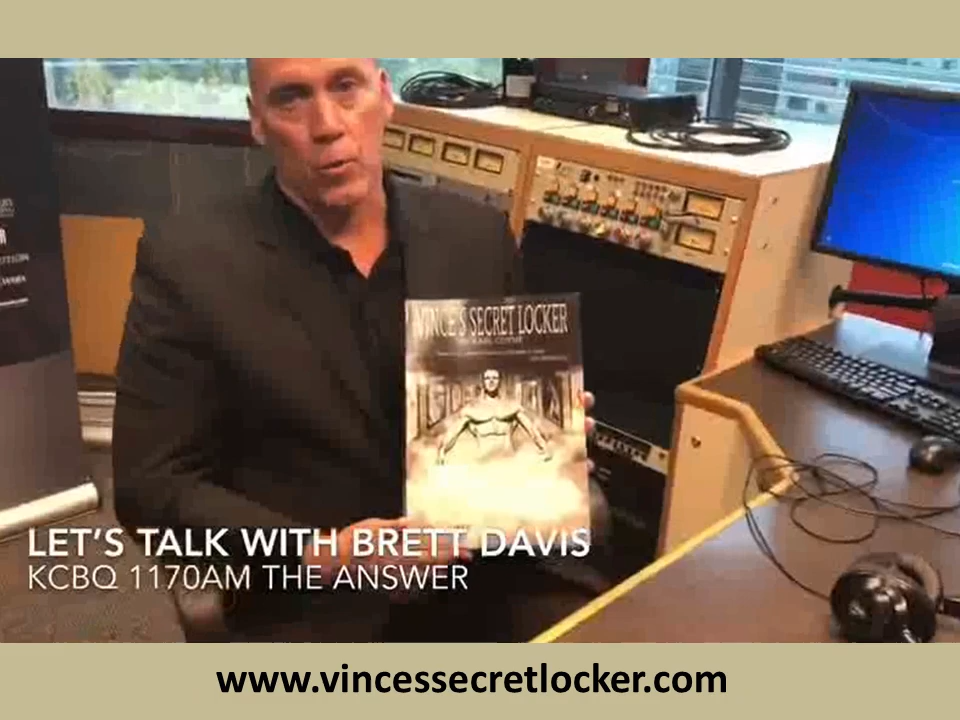 VINCE'S SECRET LOCKER
LET'S TALK WITH BRETT DAVIS
KCBQ 1170AM THE ANSWER
www.vincessecretlocker.com